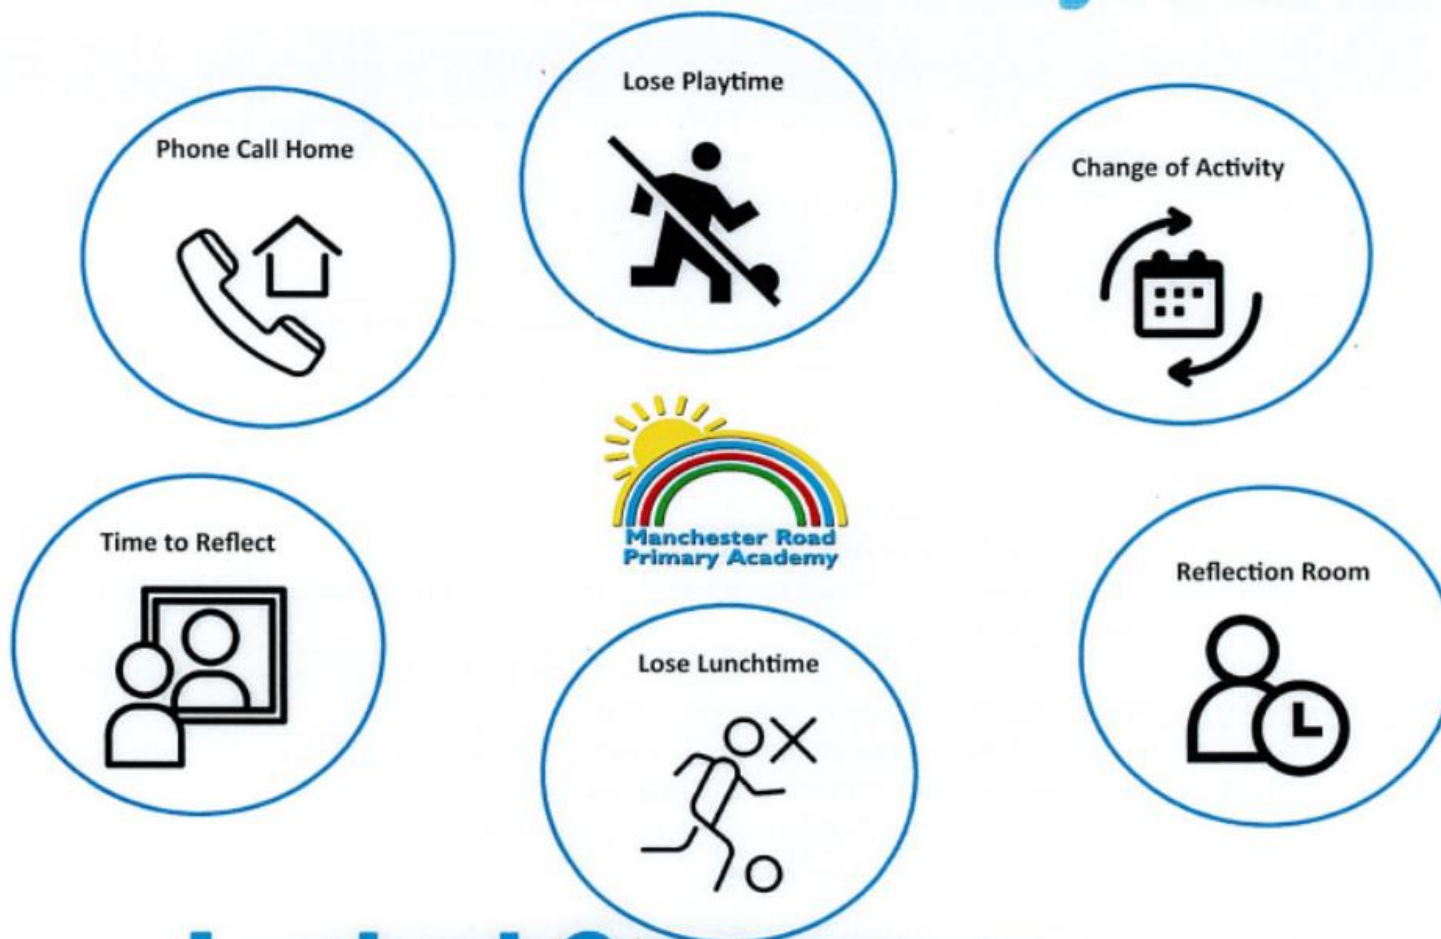 Lose Playtime
Phone Call Home
Change of Activity
Manchester Road
Primary Academy
Time to Reflect
Reflection Room
Lose Lunchtime